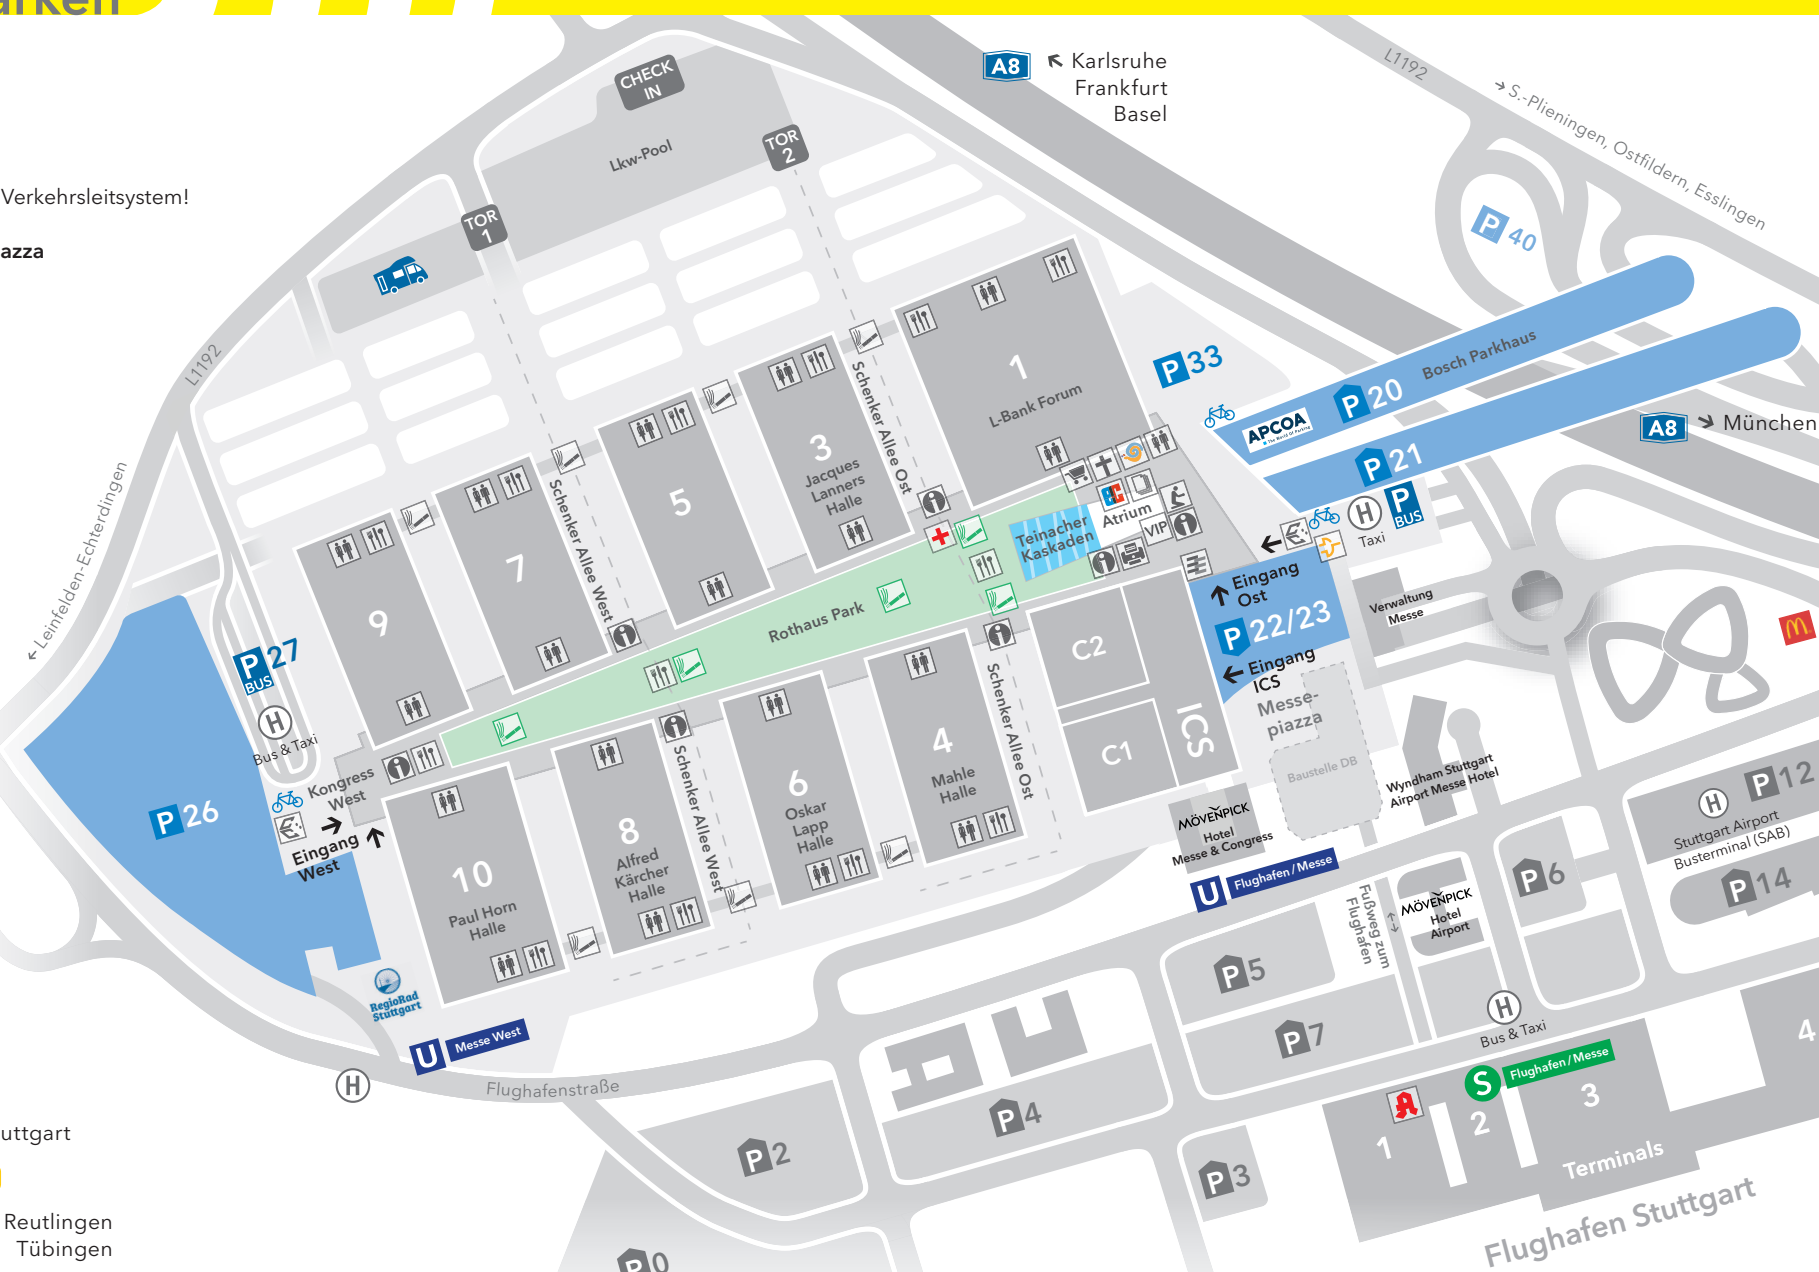 arken
Verkehrsleitsystem!
azza
A8
Karlsruhe
Frankfurt
Basel
L1192
S.-Plieningen, Ostfildern, Esslingen
CHECK
IN
Lkw-Pool
TOR
2
TOR
1
P 40
L1192
Leinfelden-Echterdingen
1
L-Bank Forum
P 33
Bosch Parkhaus
P 20
APCOA
P 21
A8
München
3
Jacques
Lanners
Halle
Schenker Allee Ost
5
7
Schenker Allee West
9
Teinacher
Kaskaden
Atrium
EC
VIP
H
Taxi
P
BUS
Eingang
Ost
P 22/23
Eingang
ICS
Verwaltung
Messe
Rothaus Park
P 27
BUS
H
Bus & Taxi
Kongress
West
P 26
Eingang
West
10
Paul Horn
Halle
8
Alfred
Kärcher
Halle
Schenker Allee West
6
Oskar
Lapp
Halle
4
Mahle
Halle
Schenker Allee Ost
C2
C1
ICS
Messe-
piazza
Baustelle DB
Wyndham Stuttgart
Airport Messe Hotel
MÖVENPICK
Hotel
Messe & Congress
U Flughafen / Messe
MÖVENPICK
Hotel
Airport
Fußweg zum
Flughafen
P 6
H
P 12
Stuttgart Airport
Busterminal (SAB)
P 14
P 5
P 7
H
Bus & Taxi
RegioRad
Stuttgart
U Messe West
H
Flughafenstraße
P 2
P 4
P 3
P 0
S Flughafen / Messe
1
2
3
4
Terminals
Flughafen Stuttgart
uttgart
Reutlingen
Tübingen